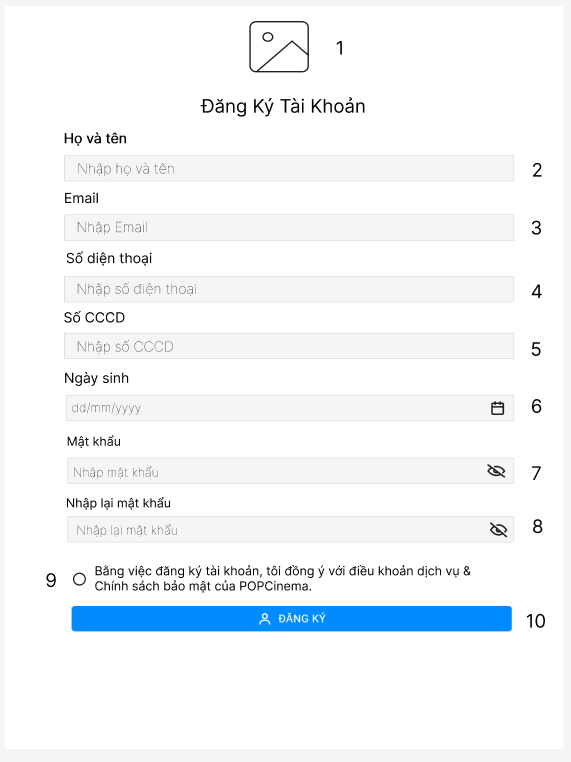 1
Đăng Ký Tài Khoản
Họ và tên
Nhập họ và tên
2
Email
Nhập Email
3
Số điện thoại
Nhập số điện thoại
4
Số CCCD
Nhập số CCCD
5
Ngày sinh
dd/mm/yyyy
6
Mật khẩu
Nhập mật khẩu
7
Nhập lại mật khẩu
Nhập lại mật khẩu
8
9
Bằng việc đăng ký tài khoản, tôi đồng ý với điều khoản dịch vụ &
Chính sách bảo mật của POPCinema.
ĐĂNG KÝ
10